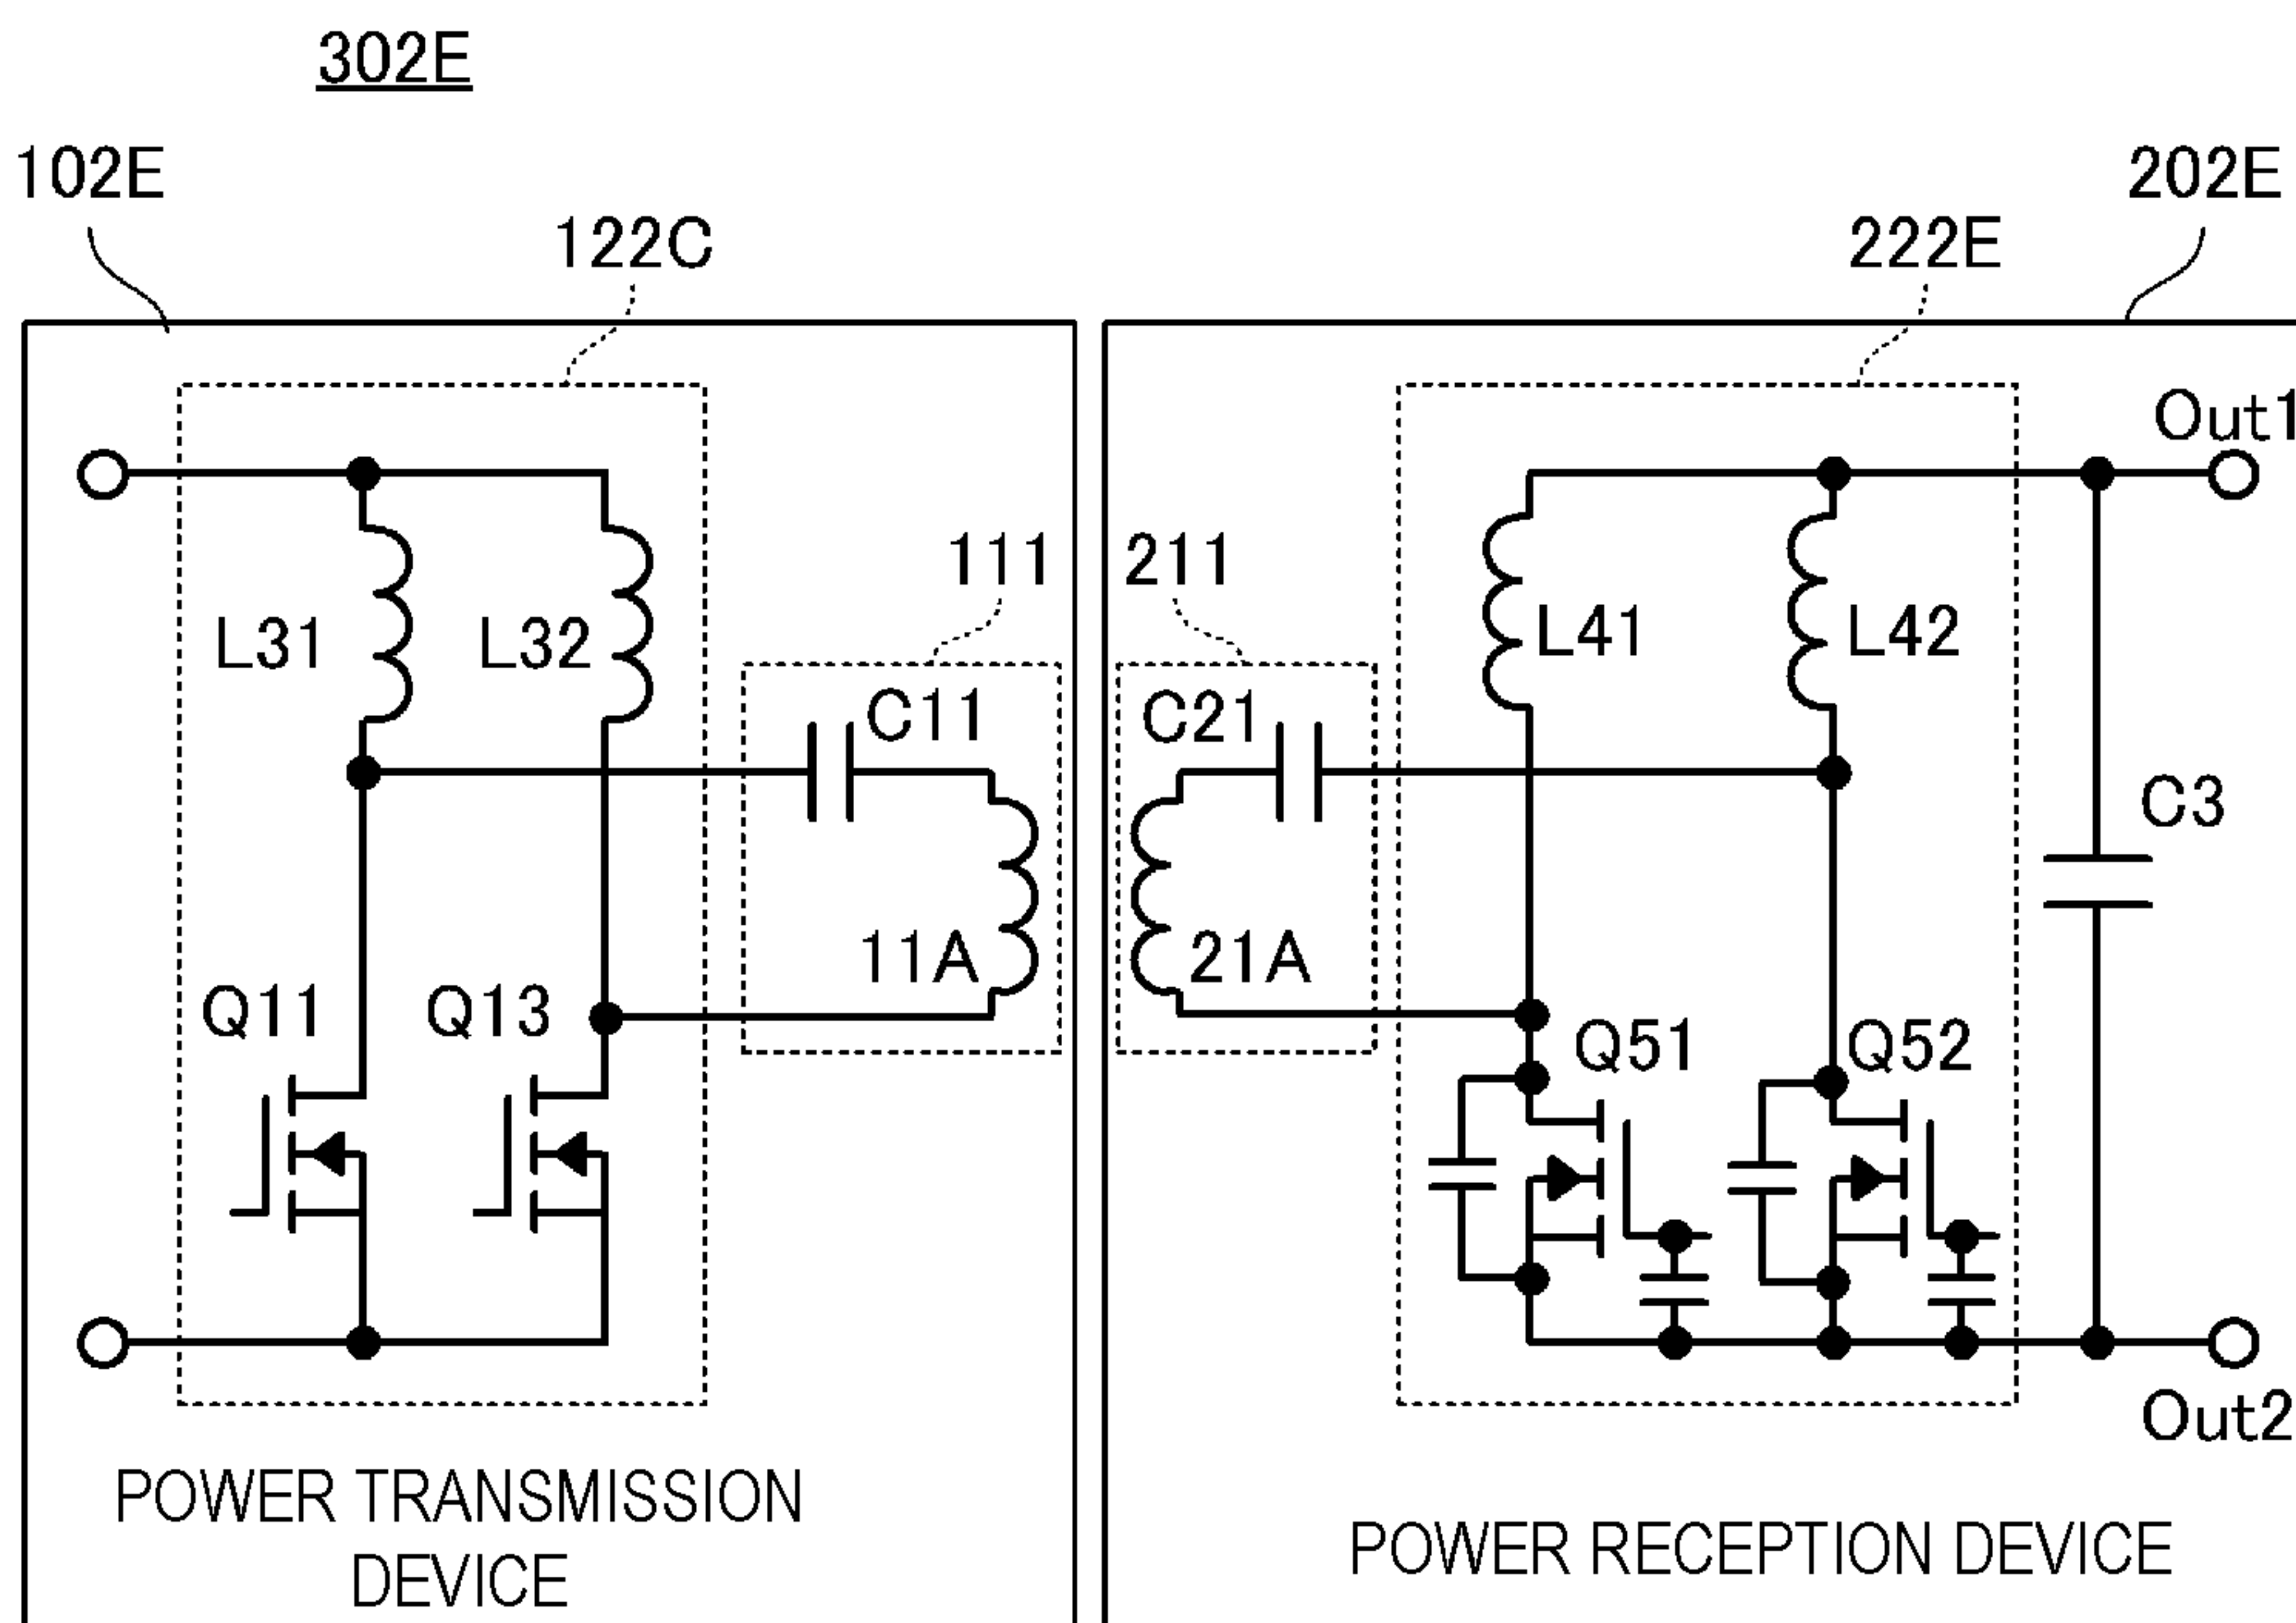 302E
102E
202E
122C
222E
Out1
111
211
L31
L32
L41
L42
C11
C21
C3
11A
21A
Q11
Q13
Q51
Q52
Out2
POWER TRANSMISSION
DEVICE
POWER RECEPTION DEVICE